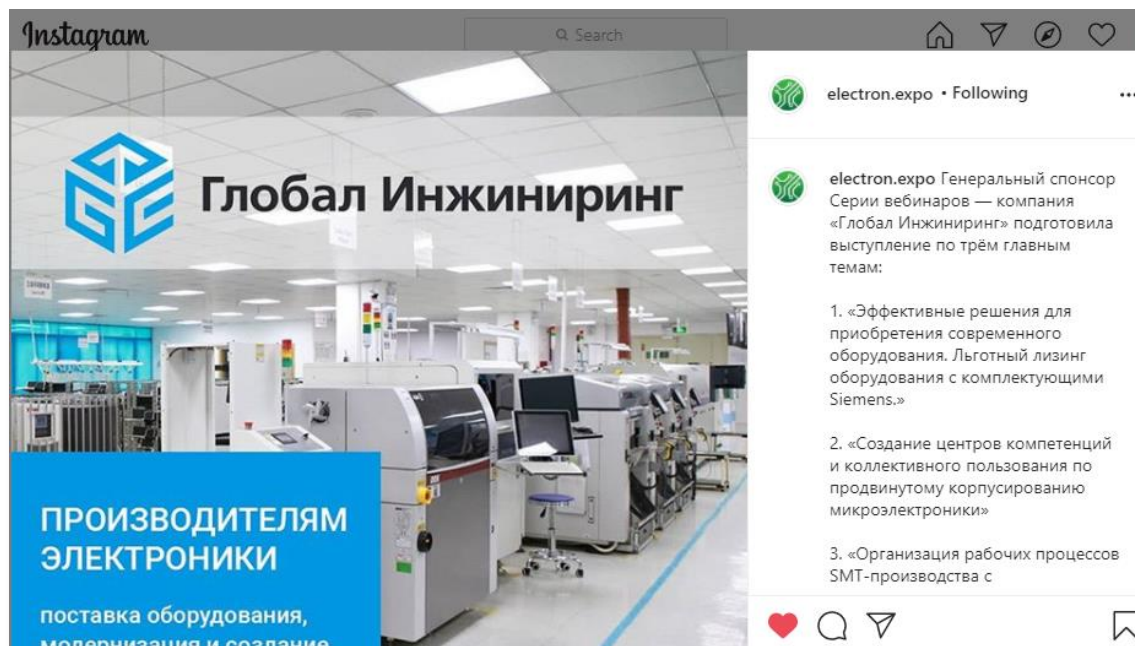 Instagram
Search
Глобал Инжиниринг
ПРОИЗВОДИТЕЛЯМ
ЭЛЕКТРОНИКИ
поставка оборудования,
модернизация и создание
electron.expo • Following
electron.expo Генеральный спонсор
Серии вебинаров — компания
«Глобал Инжиниринг» подготовила
выступление по трём главным
темам:
1. «Эффективные решения для
приобретения современного
оборудования. Льготный лизинг
оборудования с комплектующими
Siemens.»
2. «Создание центров компетенций
и коллективного пользования по
продвинутому корпусированию
микроэлектроники»
3. «Организация рабочих процессов
SMT-производства с